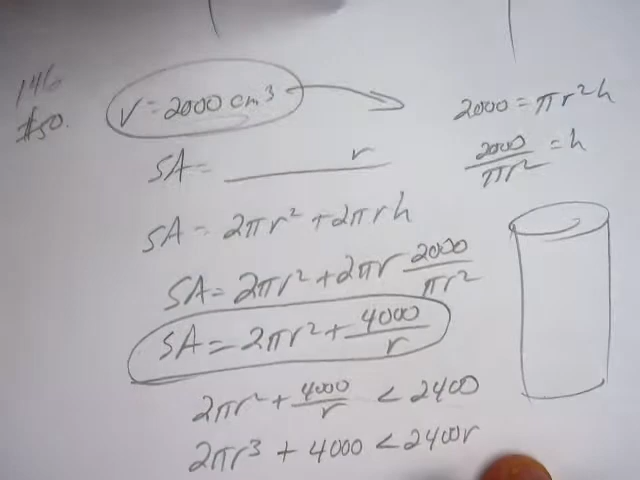 146
#50.
V = 2000 cm³
2000 = πr²h
2000/πr² = h
SA = ________ r
SA = 2πr² + 2πrh
SA = 2πr² + 2πr 2000/πr²
SA = 2πr² + 4000/r
2πr² + 4000/r < 2400
2πr³ + 4000 < 2400r